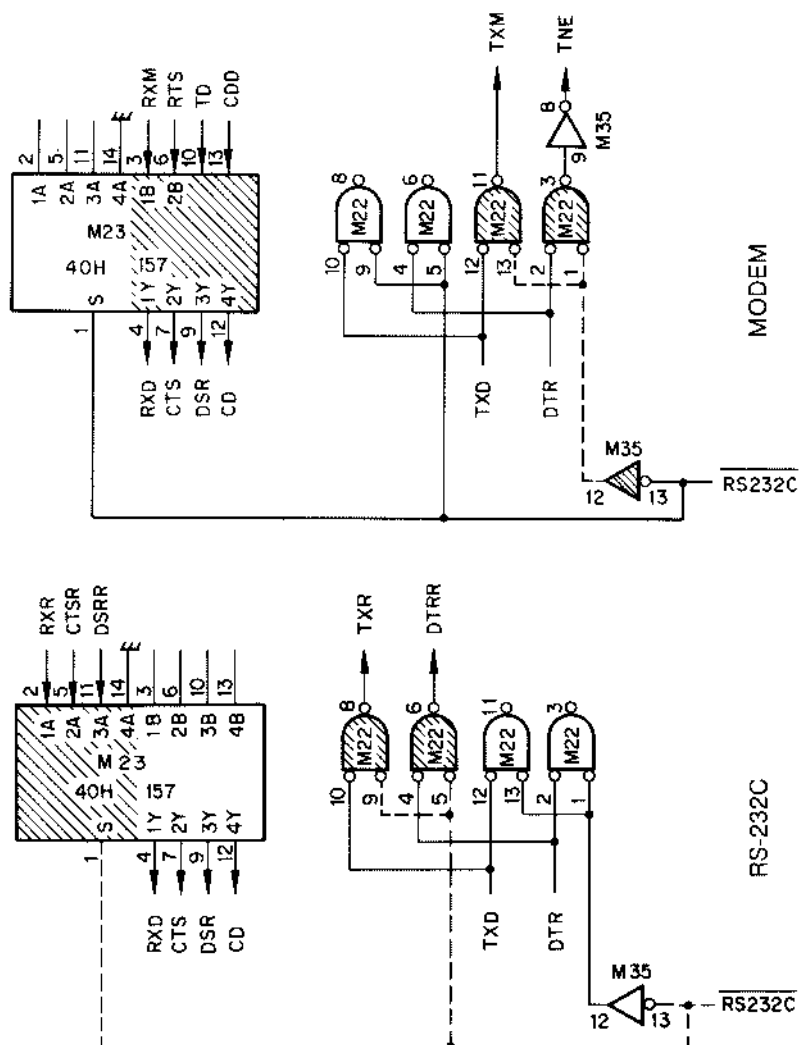 TXM
TNE
RXM
RTS
TD
CDD
2
5
11
14
3
6
10
13
8
M35
9
1A
2A
3A
4A
1B
2B
M23
40H
157
S
1Y
2Y
3Y
4Y
8
6
11
3
M22
M22
M22
M22
10
9
4
5
12
13
2
1
1
4
7
9
12
RXD
CTS
DSR
CD
TXD
DTR
MODEM
M35
12
13
RS232C
RXR
CTSR
DSRR
TXR
DTRR
2
5
11
14
3
6
10
13
8
6
11
3
1A
2A
3A
4A
1B
2B
3B
4B
M23
40H
157
S
1Y
2Y
3Y
4Y
M22
M22
M22
M22
10
9
4
5
12
13
2
1
1
4
7
9
12
RXD
CTS
DSR
CD
TXD
DTR
RS-232C
M35
12
13
RS232C